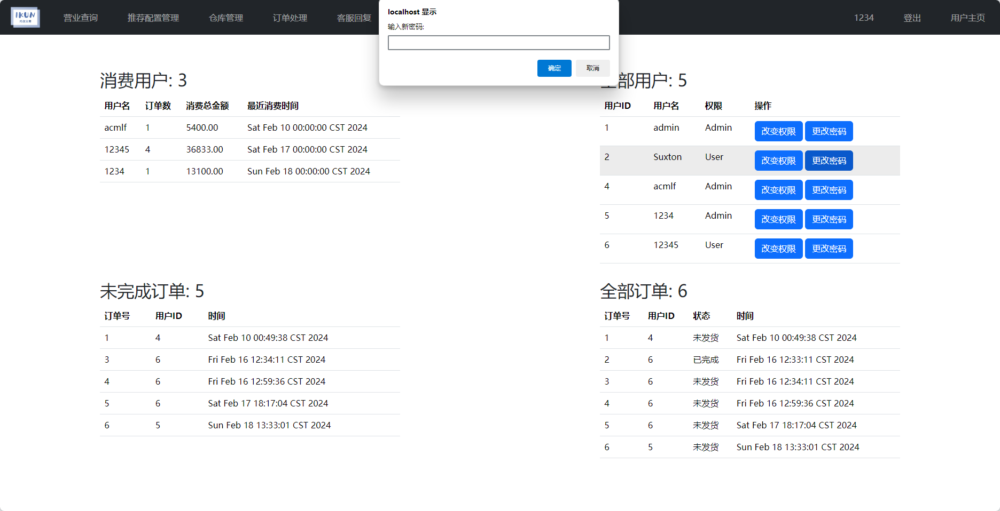 IKUN
营业查询 推荐配置管理 仓库管理 订单处理 客服回复 1234 登出 用户主页
localhost 显示
输入新密码:
确定 取消
消费用户: 3
用户名 订单数 消费总金额 最近消费时间
acmlf 1 5400.00 Sat Feb 10 00:00:00 CST 2024
12345 4 36833.00 Sat Feb 17 00:00:00 CST 2024
1234 1 13100.00 Sun Feb 18 00:00:00 CST 2024
全部用户: 5
用户ID 用户名 权限 操作
1 admin Admin 改变权限 更改密码
2 Suxton User 改变权限 更改密码
4 acmlf Admin 改变权限 更改密码
5 1234 Admin 改变权限 更改密码
6 12345 User 改变权限 更改密码
未完成订单: 5
订单号 用户ID 时间
1 4 Sat Feb 10 00:49:38 CST 2024
3 6 Fri Feb 16 12:34:11 CST 2024
4 6 Fri Feb 16 12:59:36 CST 2024
5 6 Sat Feb 17 18:17:04 CST 2024
6 5 Sun Feb 18 13:33:01 CST 2024
全部订单: 6
订单号 用户ID 状态 时间
1 4 未发货 Sat Feb 10 00:49:38 CST 2024
2 6 已完成 Fri Feb 16 12:33:11 CST 2024
3 6 未发货 Fri Feb 16 12:34:11 CST 2024
4 6 未发货 Fri Feb 16 12:59:36 CST 2024
5 6 未发货 Sat Feb 17 18:17:04 CST 2024
6 5 未发货 Sun Feb 18 13:33:01 CST 2024